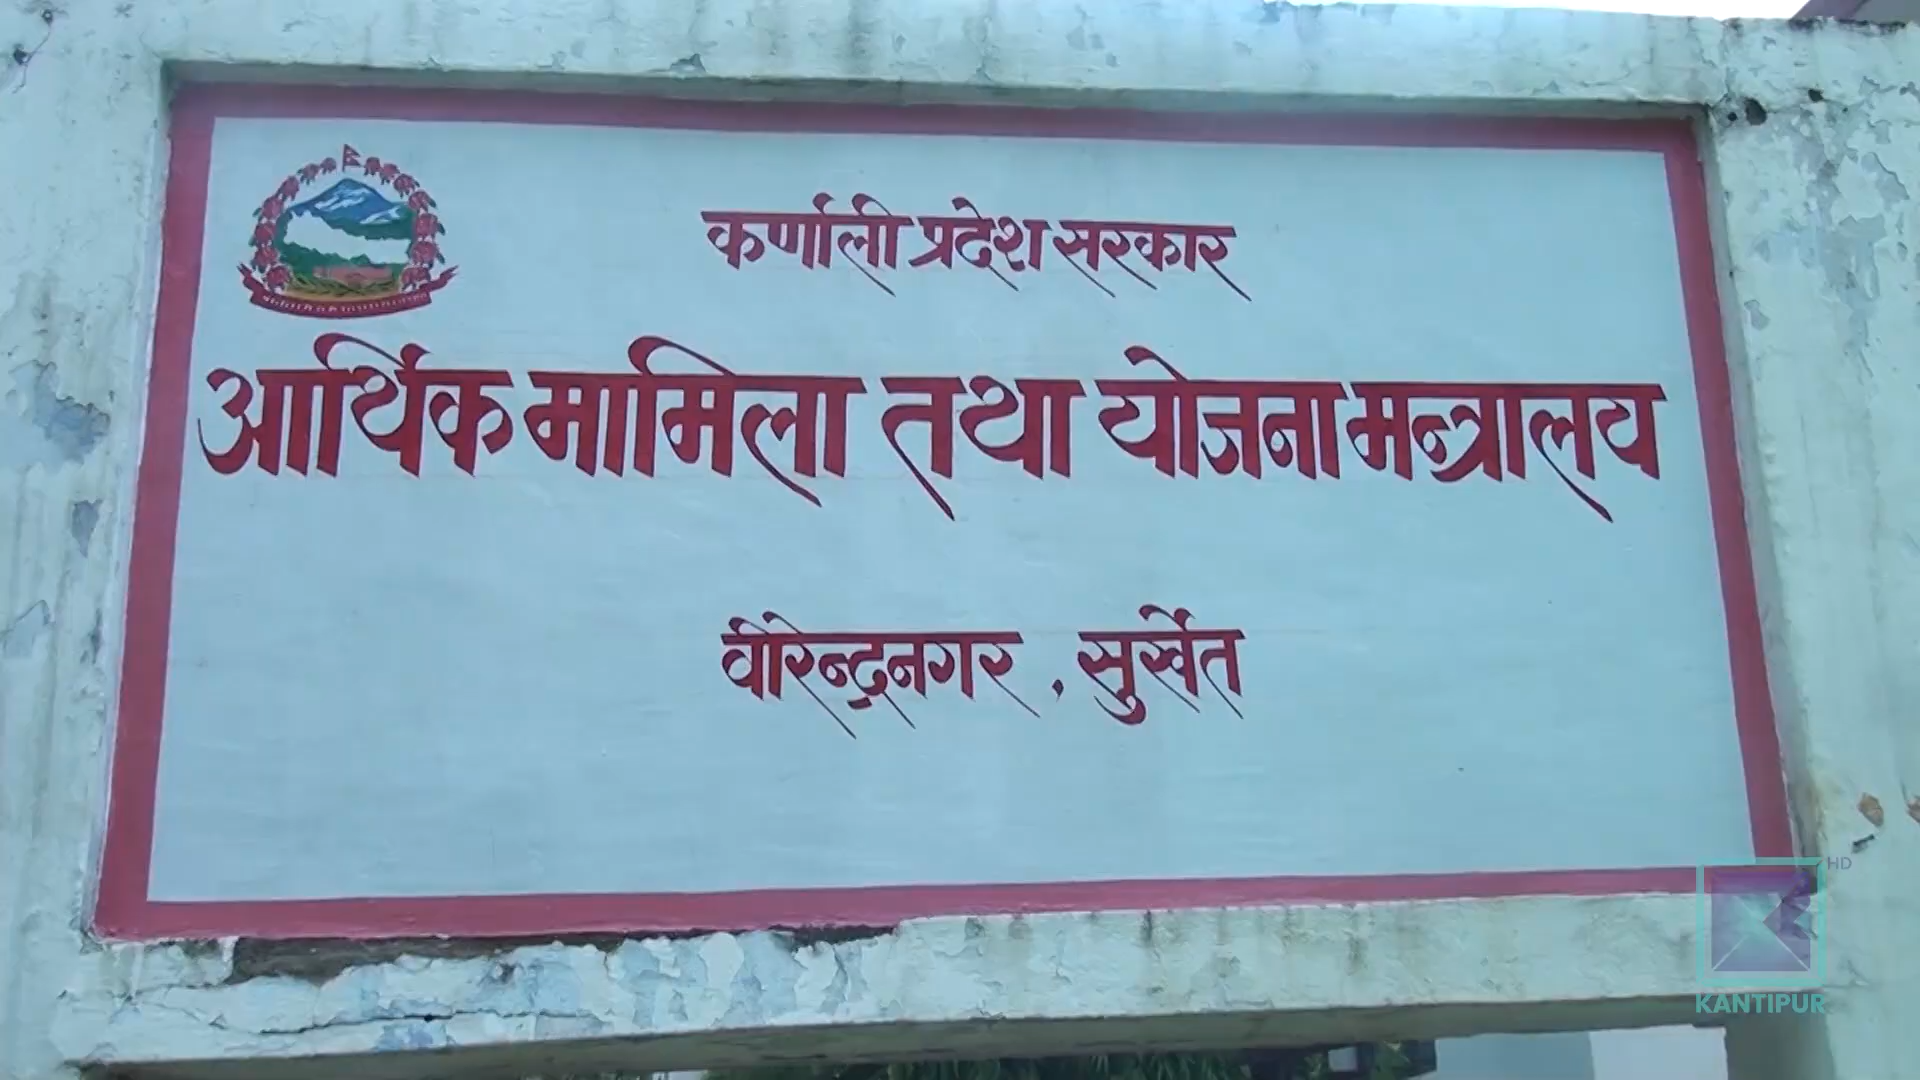 कर्णाली प्रदेश सरकार
आर्थिक मामिला तथा योजना मन्त्रालय
वीरेन्द्रनगर , सुर्खेत
HD
KANTIPUR